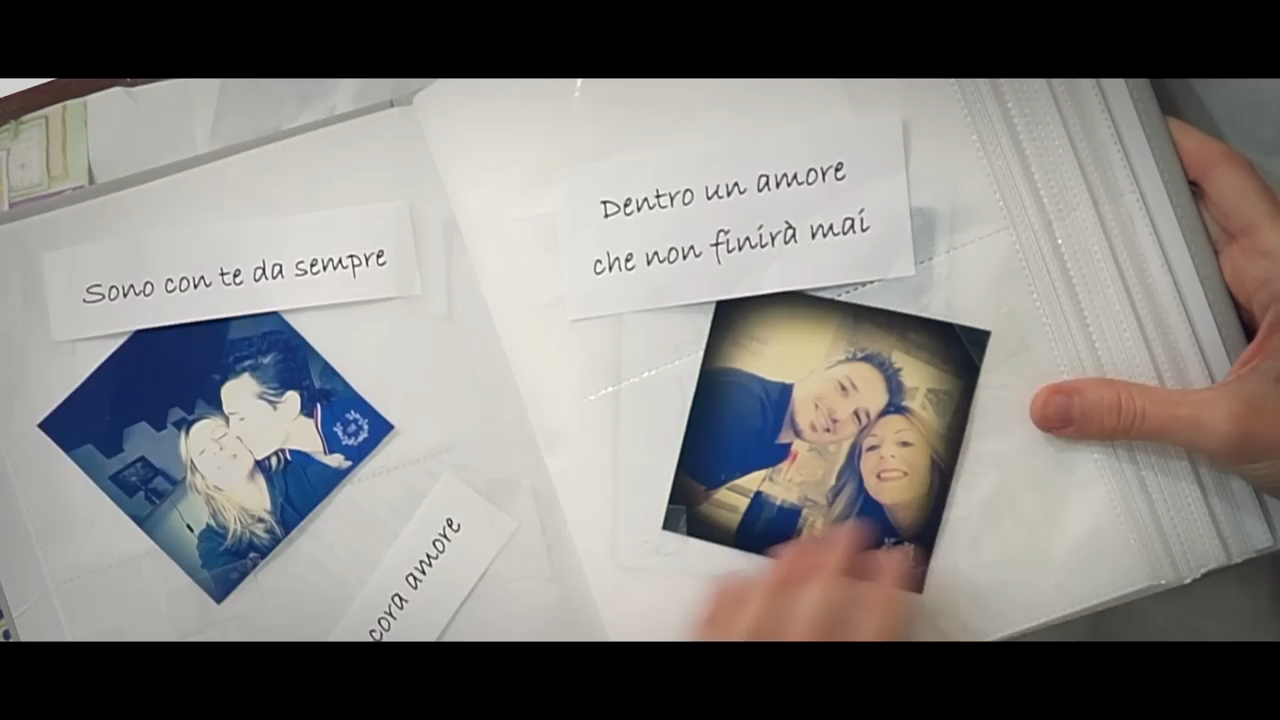 Sono con te da sempre
Dentro un amore
che non finirà mai
cora amore